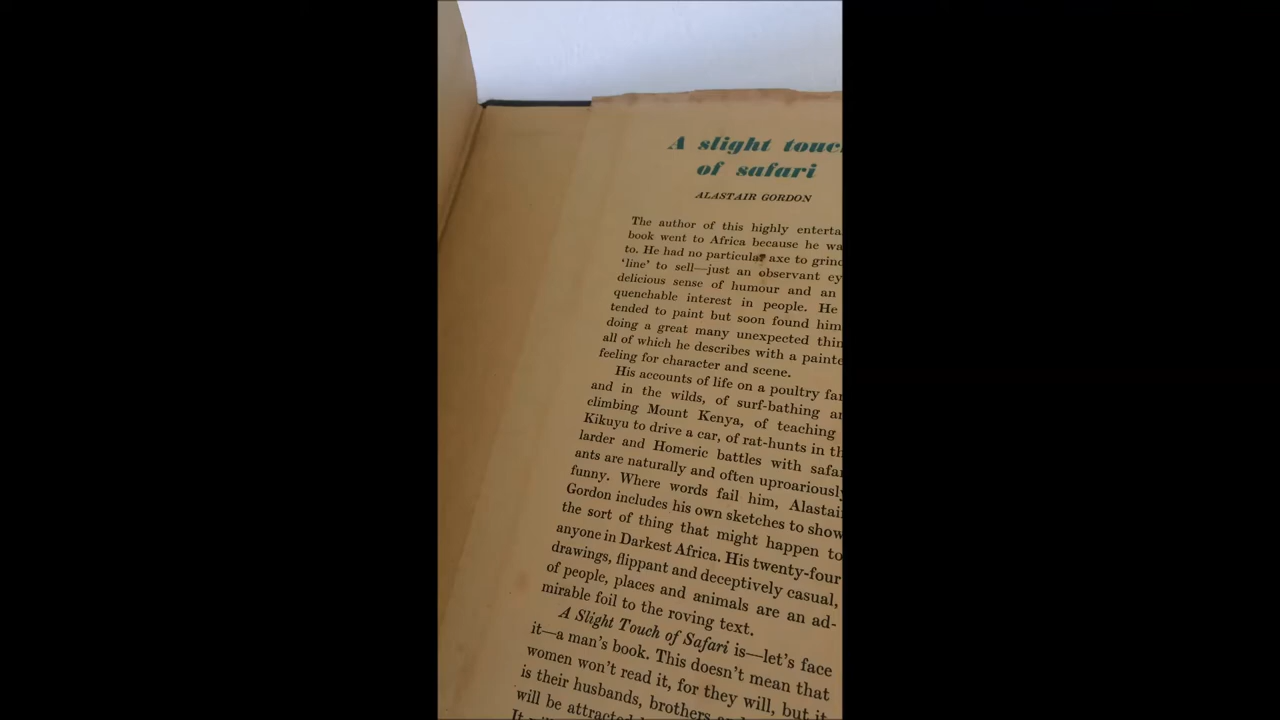 A slight touc
of safari
ALASTAIR GORDON
The author of this highly enterta
book went to Africa because he wa
to. He had no particular axe to grind
'line' to sell—just an observant ey
delicious sense of humour and an
quenchable interest in people. He
tended to paint but soon found him
doing a great many unexpected thin
all of which he describes with a painte
feeling for character and scene.
His accounts of life on a poultry far
and in the wilds, of surf-bathing an
climbing Mount Kenya, of teaching
Kikuyu to drive a car, of rat-hunts in th
larder and Homeric battles with safar
ants are naturally and often uproariously
funny. Where words fail him, Alastair
Gordon includes his own sketches to show
the sort of thing that might happen to
anyone in Darkest Africa. His twenty-four
drawings, flippant and deceptively casual,
of people, places and animals are an ad-
mirable foil to the roving text.
A Slight Touch of Safari is—let's face
it—a man's book. This doesn't mean that
women won't read it, for they will, but it
is their husbands, brothers
will be attracted